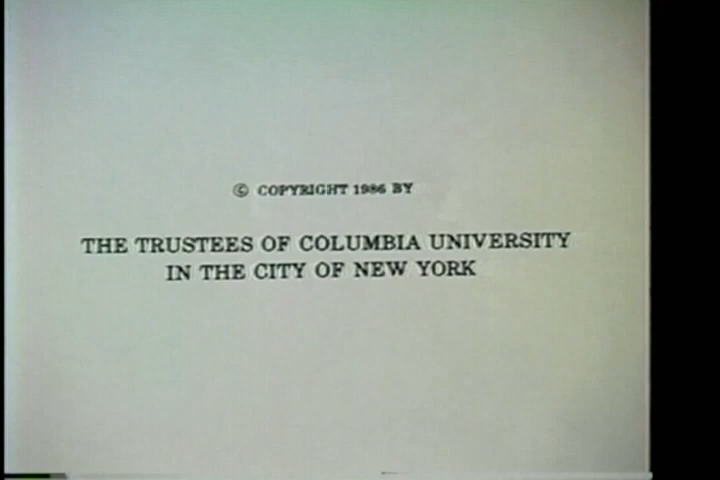 © COPYRIGHT 1986 BY
THE TRUSTEES OF COLUMBIA UNIVERSITY
IN THE CITY OF NEW YORK